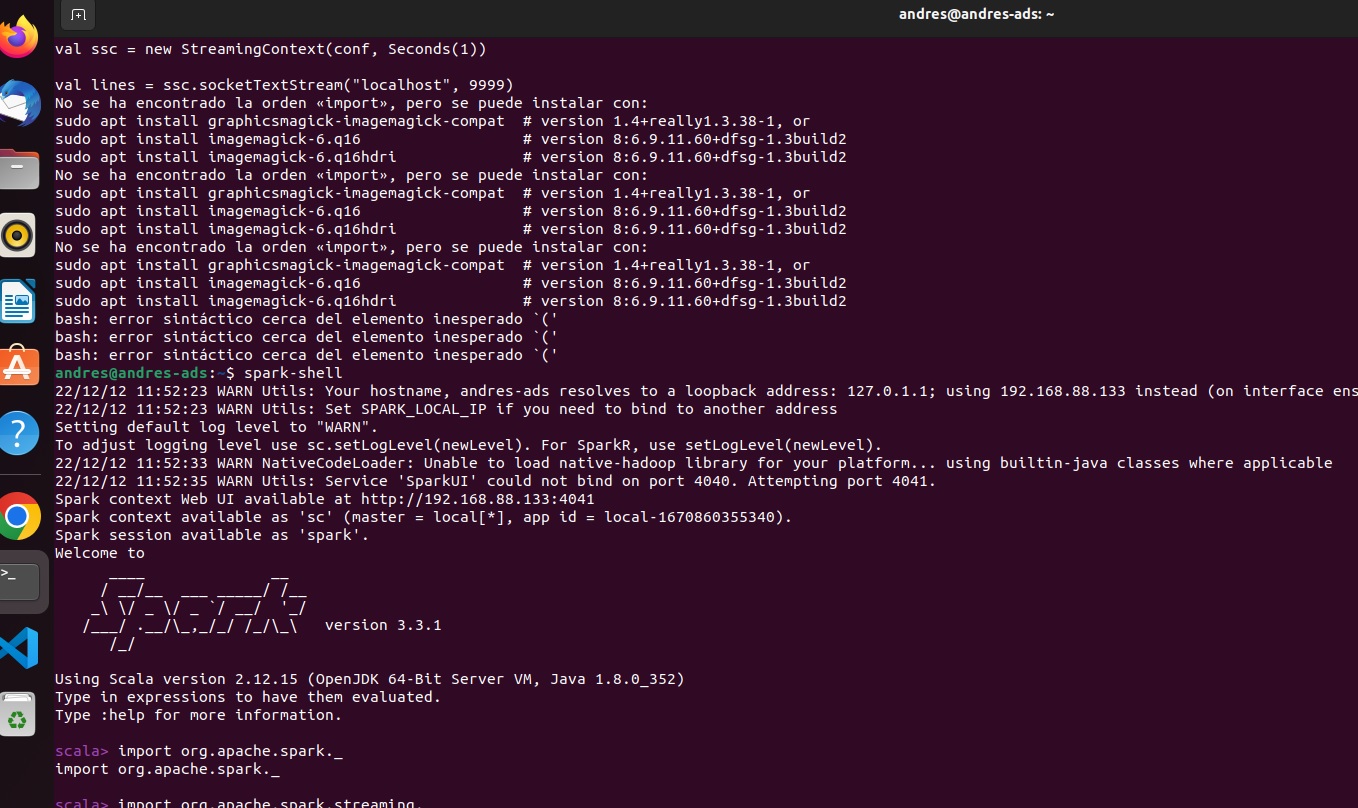 andres@andres-ads: ~
val ssc = new StreamingContext(conf, Seconds(1))
val lines = ssc.socketTextStream("localhost", 9999)
No se ha encontrado la orden «import», pero se puede instalar con:
sudo apt install graphicsmagick-imagemagick-compat  # version 1.4+really1.3.38-1, or
sudo apt install imagemagick-6.q16                  # version 8:6.9.11.60+dfsg-1.3build2
sudo apt install imagemagick-6.q16hdri              # version 8:6.9.11.60+dfsg-1.3build2
No se ha encontrado la orden «import», pero se puede instalar con:
sudo apt install graphicsmagick-imagemagick-compat  # version 1.4+really1.3.38-1, or
sudo apt install imagemagick-6.q16                  # version 8:6.9.11.60+dfsg-1.3build2
sudo apt install imagemagick-6.q16hdri              # version 8:6.9.11.60+dfsg-1.3build2
No se ha encontrado la orden «import», pero se puede instalar con:
sudo apt install graphicsmagick-imagemagick-compat  # version 1.4+really1.3.38-1, or
sudo apt install imagemagick-6.q16                  # version 8:6.9.11.60+dfsg-1.3build2
sudo apt install imagemagick-6.q16hdri              # version 8:6.9.11.60+dfsg-1.3build2
bash: error sintáctico cerca del elemento inesperado `('
bash: error sintáctico cerca del elemento inesperado `('
bash: error sintáctico cerca del elemento inesperado `('
andres@andres-ads:~$ spark-shell
22/12/12 11:52:23 WARN Utils: Your hostname, andres-ads resolves to a loopback address: 127.0.1.1; using 192.168.88.133 instead (on interface ens
22/12/12 11:52:23 WARN Utils: Set SPARK_LOCAL_IP if you need to bind to another address
Setting default log level to "WARN".
To adjust logging level use sc.setLogLevel(newLevel). For SparkR, use setLogLevel(newLevel).
22/12/12 11:52:33 WARN NativeCodeLoader: Unable to load native-hadoop library for your platform... using builtin-java classes where applicable
22/12/12 11:52:35 WARN Utils: Service 'SparkUI' could not bind on port 4040. Attempting port 4041.
Spark context Web UI available at http://192.168.88.133:4041
Spark context available as 'sc' (master = local[*], app id = local-1670860355340).
Spark session available as 'spark'.
Welcome to
      ____              __
     / __/__  ___ _____/ /__
    _\ \/ _ \/ _ `/ __/  '_/
   /___/ .__/\_,_/_/ /_/\_\   version 3.3.1
      /_/
Using Scala version 2.12.15 (OpenJDK 64-Bit Server VM, Java 1.8.0_352)
Type in expressions to have them evaluated.
Type :help for more information.
scala> import org.apache.spark._
import org.apache.spark._
scala> import org.apache.spark.streaming.